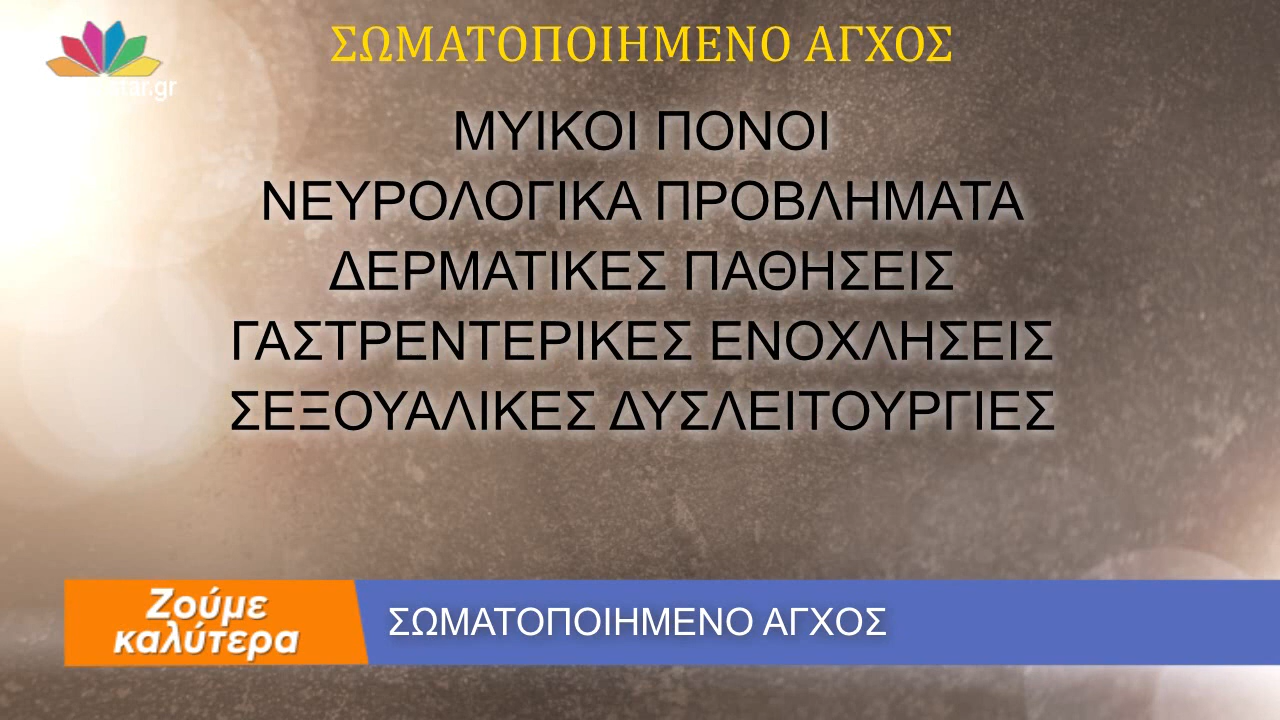 ΣΩΜΑΤΟΠΟΙΗΜΕΝΟ ΑΓΧΟΣ
ΜΥΙΚΟΙ ΠΟΝΟΙ
ΝΕΥΡΟΛΟΓΙΚΑ ΠΡΟΒΛΗΜΑΤΑ
ΔΕΡΜΑΤΙΚΕΣ ΠΑΘΗΣΕΙΣ
ΓΑΣΤΡΕΝΤΕΡΙΚΕΣ ΕΝΟΧΛΗΣΕΙΣ
ΣΕΞΟΥΑΛΙΚΕΣ ΔΥΣΛΕΙΤΟΥΡΓΙΕΣ
Ζούμε
καλύτερα
ΣΩΜΑΤΟΠΟΙΗΜΕΝΟ ΑΓΧΟΣ